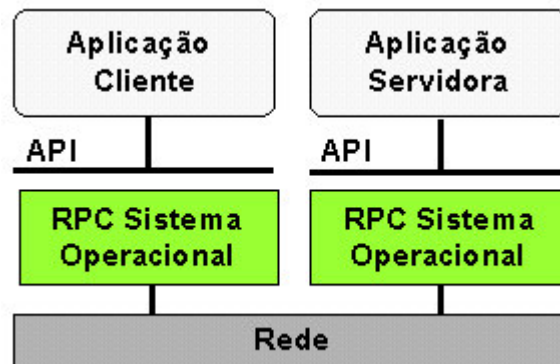 Aplicação
Cliente
Aplicação
Servidora
API
API
RPC Sistema
Operacional
RPC Sistema
Operacional
Rede